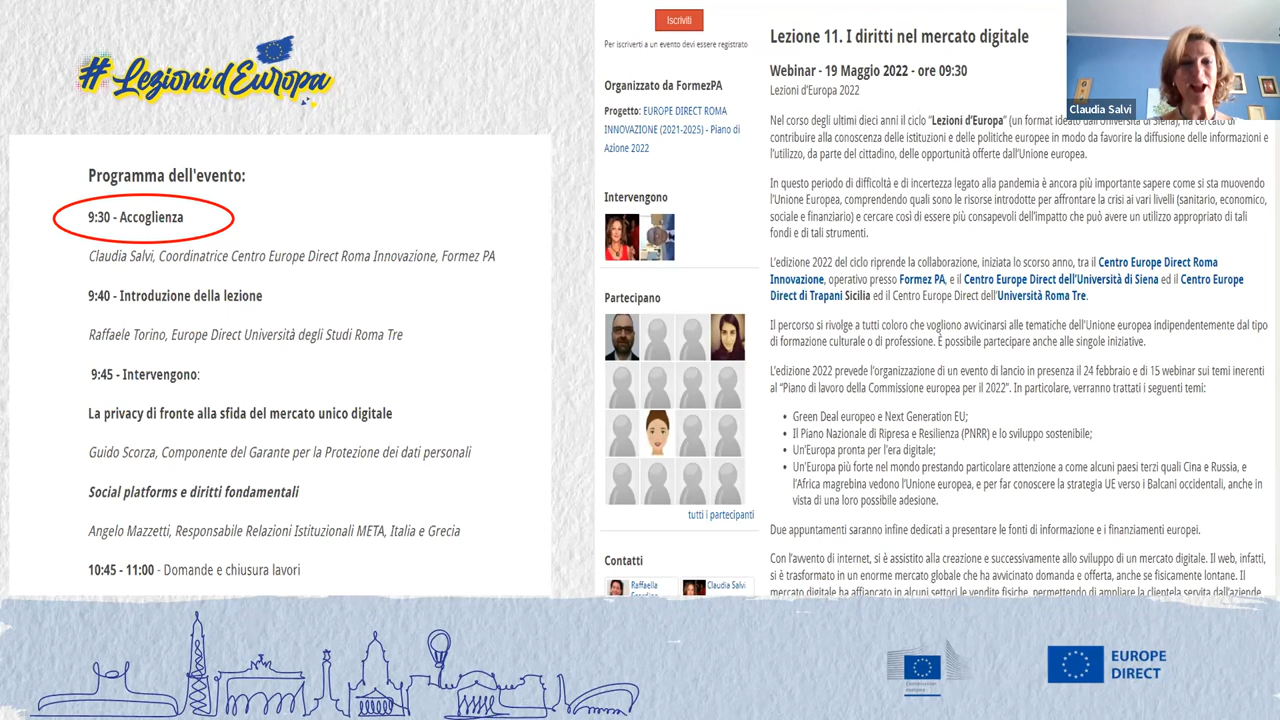 #Lezioni d'Europa
Programma dell'evento:
9:30 - Accoglienza
Claudia Salvi, Coordinatrice Centro Europe Direct Roma Innovazione, Formez PA
9:40 - Introduzione della lezione
Raffaele Torino, Europe Direct Università degli Studi Roma Tre
9:45 - Intervengono:
La privacy di fronte alla sfida del mercato unico digitale
Guido Scorza, Componente del Garante per la Protezione dei dati personali
Social platforms e diritti fondamentali
Angelo Mazzetti, Responsabile Relazioni Istituzionali META, Italia e Grecia
10:45 - 11:00 - Domande e chiusura lavori
Iscriviti
Per iscriverti a un evento devi essere registrato
Organizzato da FormezPA
Progetto: EUROPE DIRECT ROMA
INNOVAZIONE (2021-2025) - Piano di
Azione 2022
Intervengono
Partecipano
tutti i partecipanti
Contatti
Raffaella
Claudia Salvi
Lezione 11. I diritti nel mercato digitale
Webinar - 19 Maggio 2022 - ore 09:30
Lezioni d'Europa 2022
Nel corso degli ultimi dieci anni il ciclo "Lezioni d'Europa" (un format ideato dall'Università di Siena), ha cercato di
contribuire alla conoscenza delle istituzioni e delle politiche europee in modo da favorire la diffusione delle informazioni e
l'utilizzo, da parte del cittadino, delle opportunità offerte dall'Unione europea.
In questo periodo di difficoltà e di incertezza legato alla pandemia è ancora più importante sapere come si sta muovendo
l'Unione Europea, comprendendo quali sono le risorse introdotte per affrontare la crisi ai vari livelli (sanitario, economico,
sociale e finanziario) e cercare così di essere più consapevoli dell'impatto che può avere un utilizzo appropriato di tali
fondi e di tali strumenti.
L'edizione 2022 del ciclo riprende la collaborazione, iniziata lo scorso anno, tra il Centro Europe Direct Roma
Innovazione, operativo presso Formez PA, e il Centro Europe Direct dell'Università di Siena ed il Centro Europe
Direct di Trapani Sicilia ed il Centro Europe Direct dell'Università Roma Tre.
Il percorso si rivolge a tutti coloro che vogliono avvicinarsi alle tematiche dell'Unione europea indipendentemente dal tipo
di formazione culturale o di professione. È possibile partecipare anche alle singole iniziative.
L'edizione 2022 prevede l'organizzazione di un evento di lancio in presenza il 24 febbraio e di 15 webinar sui temi inerenti
al "Piano di lavoro della Commissione europea per il 2022". In particolare, verranno trattati i seguenti temi:
• Green Deal europeo e Next Generation EU;
• Il Piano Nazionale di Ripresa e Resilienza (PNRR) e lo sviluppo sostenibile;
• Un'Europa pronta per l'era digitale;
• Un'Europa più forte nel mondo prestando particolare attenzione a come alcuni paesi terzi quali Cina e Russia, e
l'Africa magrebina vedono l'Unione europea, e per far conoscere la strategia UE verso i Balcani occidentali, anche in
vista di una loro possibile adesione.
Due appuntamenti saranno infine dedicati a presentare le fonti di informazione e i finanziamenti europei.
Con l'avvento di internet, si è assistito alla creazione e successivamente allo sviluppo di un mercato digitale. Il web, infatti,
si è trasformato in un enorme mercato globale che ha avvicinato domanda e offerta, anche se fisicamente lontane. Il
mercato digitale ha affiancato in alcuni settori le vendite fisiche, permettendo di ampliare la clientela servita dall'aziende
Claudia Salvi
Commissione
europea
EUROPE
DIRECT